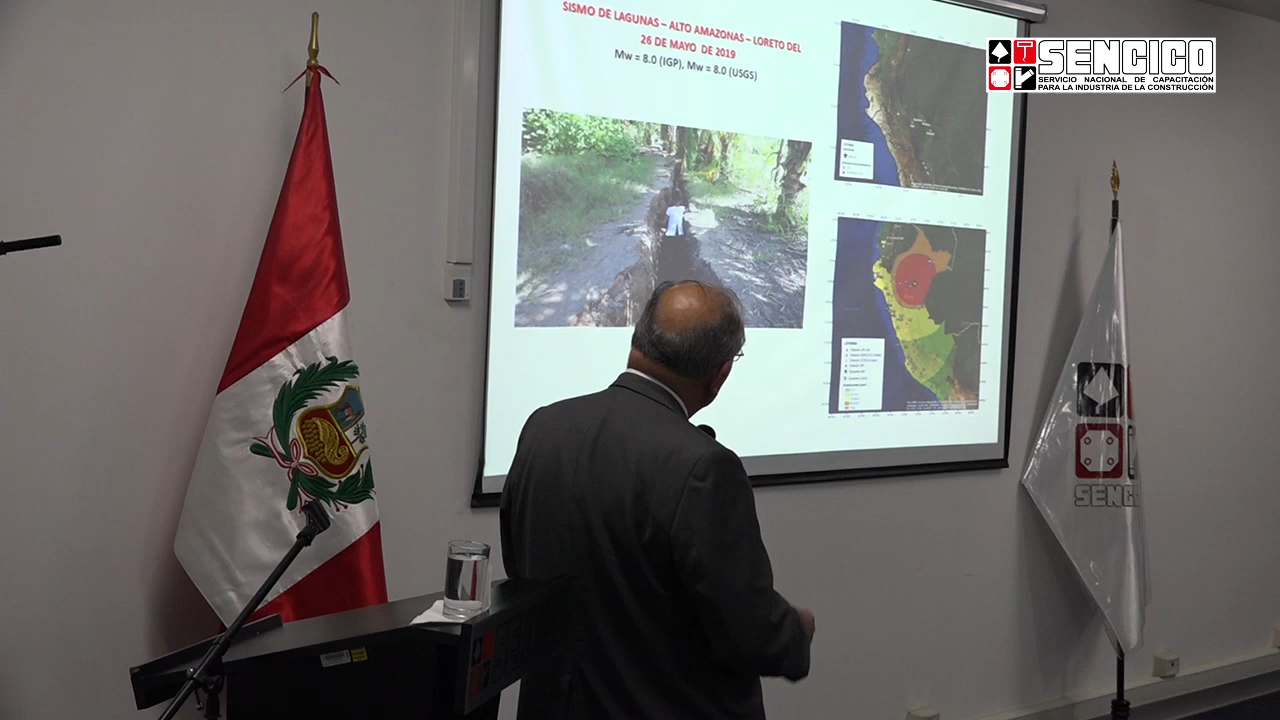 SISMO DE LAGUNAS – ALTO AMAZONAS – LORETO DEL
26 DE MAYO DE 2019
Mw = 8.0 (IGP), Mw = 8.0 (USGS)
SENCICO
SERVICIO NACIONAL DE CAPACITACIÓN
PARA LA INDUSTRIA DE LA CONSTRUCCIÓN
SENCIC